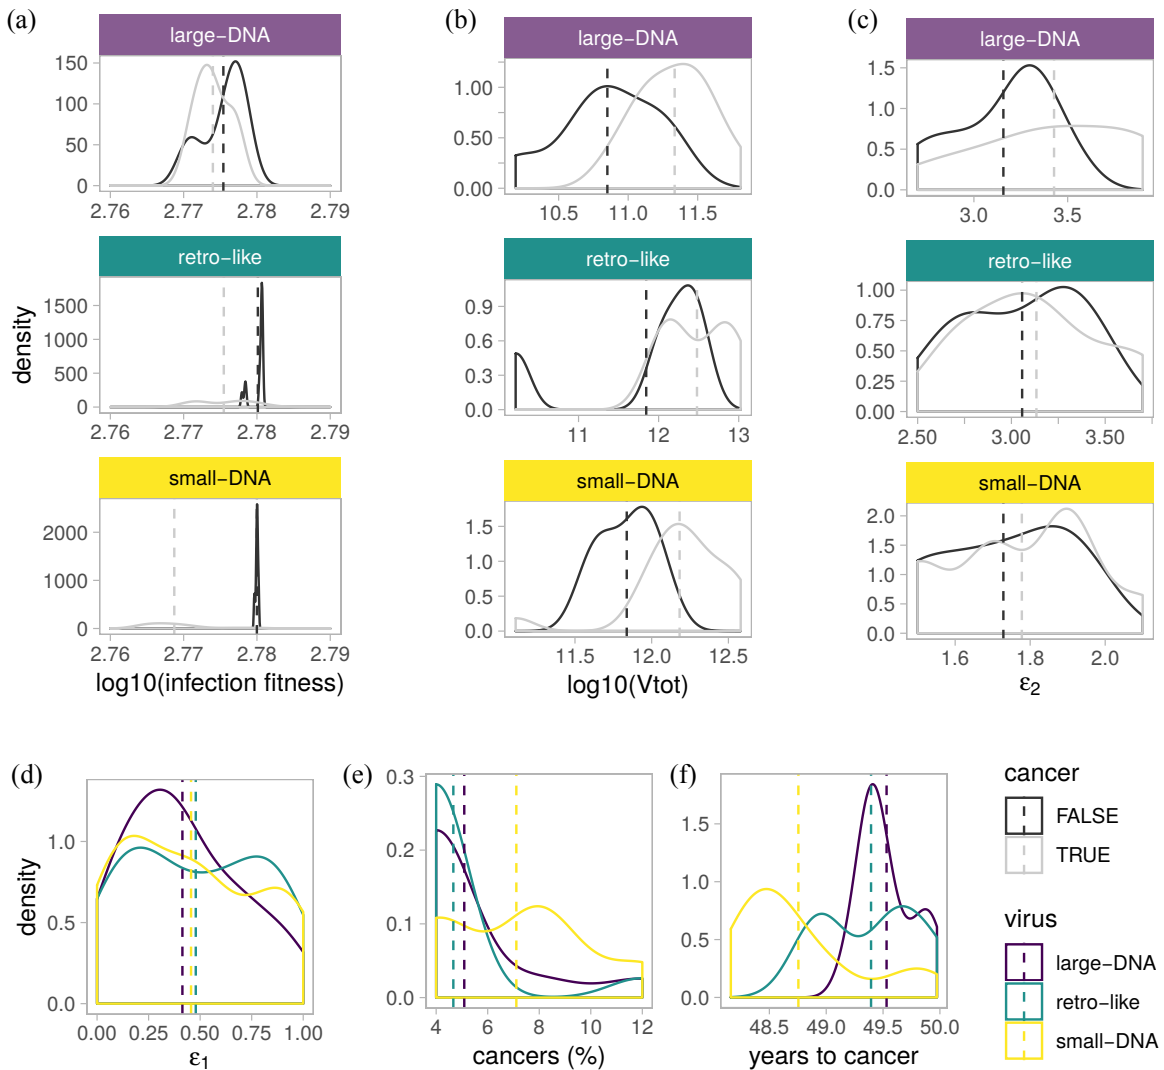 (a)
(b)
(c)
large−DNA
large−DNA
large−DNA
150
100
50
0
2.76 2.77 2.78 2.79
1.00
0.50
0.00
10.5 11.0 11.5
1.5
1.0
0.5
0.0
3.0 3.5
retro−like
retro−like
retro−like
density
1500
1000
500
0
2.76 2.77 2.78 2.79
0.9
0.6
0.3
0.0
11 12 13
1.00
0.75
0.50
0.25
0.00
2.50 3.00 3.50
small−DNA
small−DNA
small−DNA
2000
1000
0
2.76 2.77 2.78 2.79
log10(infection fitness)
1.5
1.0
0.5
0.0
11.5 12.0 12.5
log10(Vtot)
2.0
1.5
1.0
0.5
0.0
1.6 1.8 2.0
ε2
(d)
density
1.0
0.5
0.0
0.00 0.25 0.50 0.75 1.00
ε1
(e)
0.3
0.2
0.1
0.0
4 6 8 10 12
cancers (%)
(f)
1.5
1.0
0.5
0.0
48.5 49.0 49.5 50.0
years to cancer
cancer
FALSE
TRUE
virus
large−DNA
retro−like
small−DNA